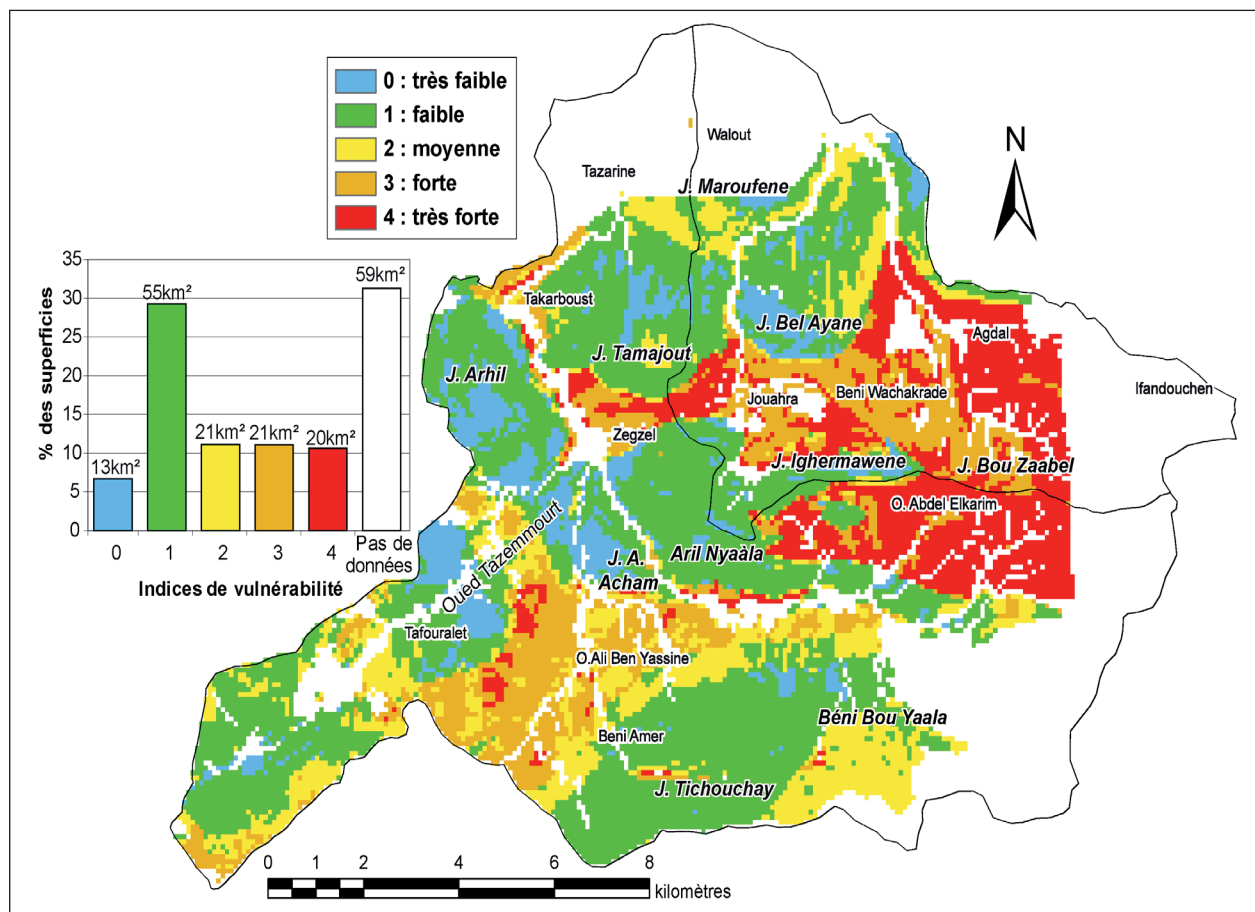 0 : très faible
1 : faible
2 : moyenne
3 : forte
4 : très forte
Walout
Tazarine
J. Maroufene
N
% des superficies
35
30
25
20
15
10
5
0
13km²
55km²
21km²
21km²
20km²
59km²
0
1
2
3
4
Pas de
données
Indices de vulnérabilité
Takarboust
J. Bel Ayane
Agdal
J. Tamajout
J. Arhil
Ifandouchen
Jouahra
Beni Wachakrade
Zegzel
J. Ighermawene
J. Bou Zaabel
O. Abdel Elkarim
Oued Tazemmourt
Aril Nyaàla
J. A.
Acham
Tafouralet
O.Ali Ben Yassine
Béni Bou Yaala
Beni Amer
J. Tichouchay
0 1 2 4 6 8
kilomètres